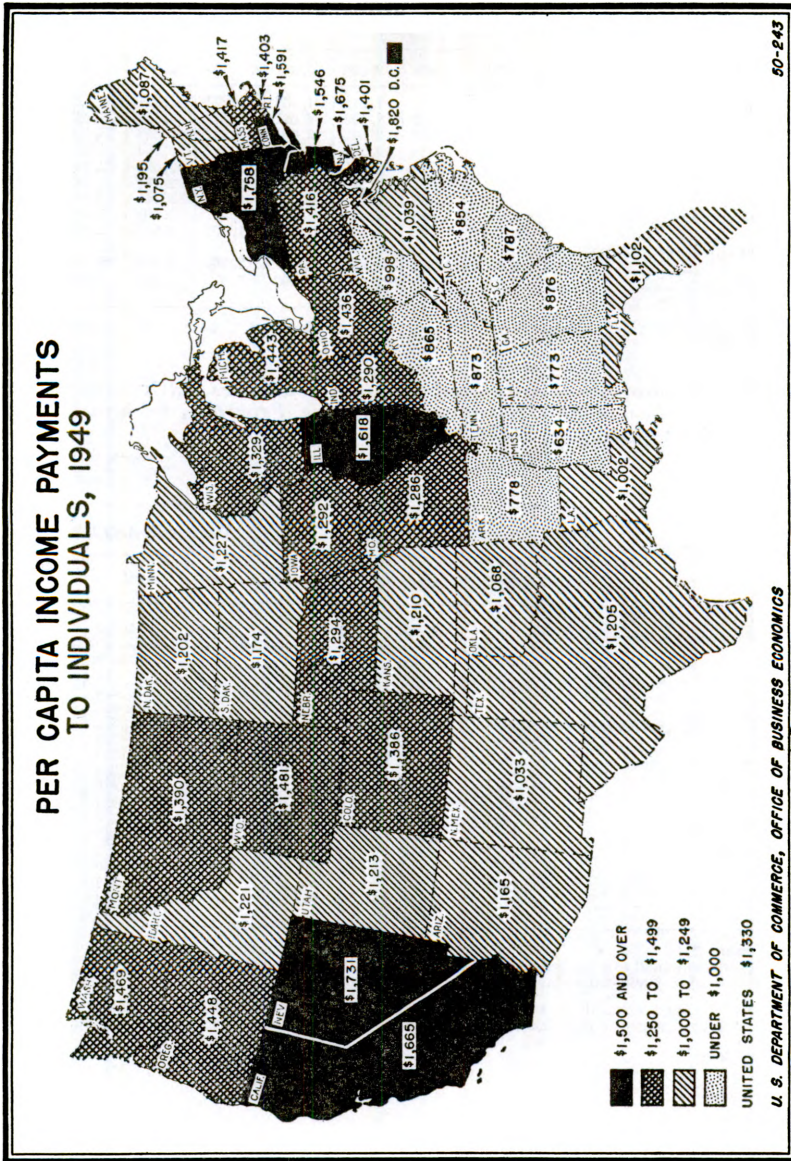 PER CAPITA INCOME PAYMENTS
TO INDIVIDUALS, 1949
WASH.
$1,469
OREG.
$1,448
CALIF.
$1,665
NEV.
$1,731
IDAHO
$1,221
MONT.
$1,390
WYO.
$1,481
UTAH
$1,213
COLO.
$1,386
ARIZ.
$1,165
N.MEX.
$1,033
N.DAK.
$1,202
S.DAK.
$1,174
NEBR.
$1,294
KANS.
$1,210
OKLA.
$1,068
TEX.
$1,205
MINN.
$1,227
IOWA
$1,292
MO.
$1,286
ARK.
$778
LA.
$1,002
WIS.
$1,329
ILL.
$1,618
MICH.
$1,443
IND.
$1,290
OHIO
$1,436
KY.
$865
TENN.
$873
MISS.
$634
ALA.
$773
GA.
$876
FLA.
$1,102
S.C.
$787
N.C.
$854
$1,039
W.VA.
$998
PA.
$1,416
N.Y.
$1,758
MAINE
$1,087
N.H.
VT.
$1,195
$1,075
MASS.
$1,417
CONN.
R.I.
$1,403
$1,591
$1,546
$1,675
$1,401
$1,820 D.C.
DEL.
$1,500 AND OVER
$1,250 TO $1,499
$1,000 TO $1,249
UNDER $1,000
UNITED STATES $1,330
U. S. DEPARTMENT OF COMMERCE, OFFICE OF BUSINESS ECONOMICS
50-243